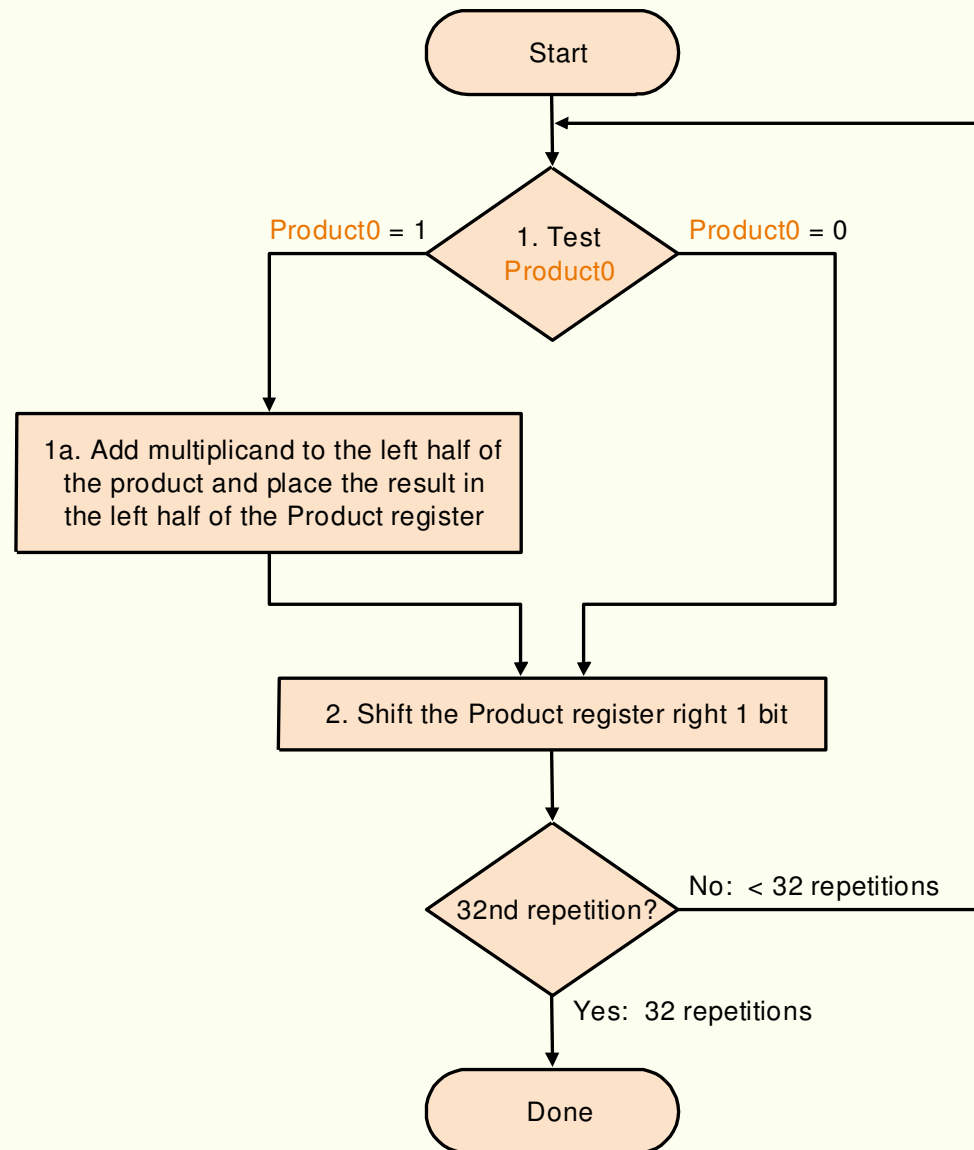 Start
Product0 = 1
1. Test
Product0
Product0 = 0
1a. Add multiplicand to the left half of
the product and place the result in
the left half of the Product register
2. Shift the Product register right 1 bit
32nd repetition?
No: < 32 repetitions
Yes: 32 repetitions
Done